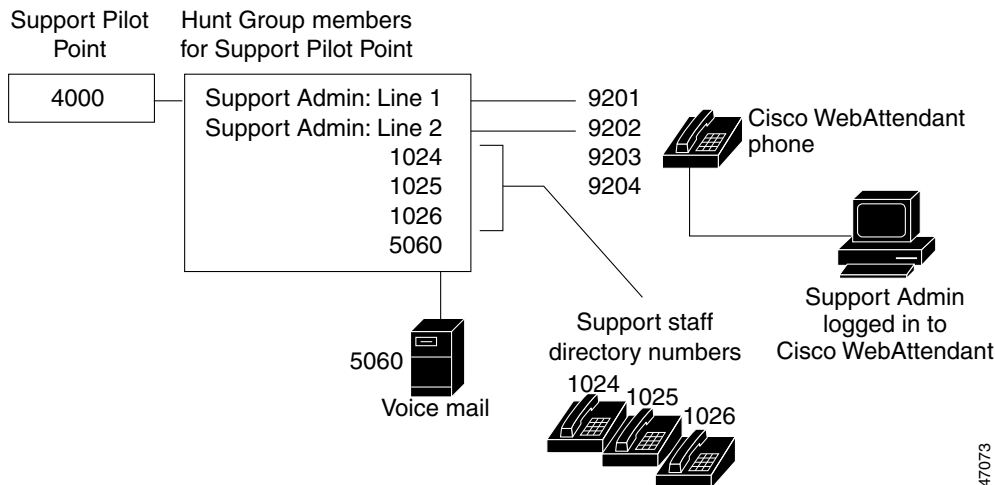 Support Pilot
Point
Hunt Group members
for Support Pilot Point
4000
Support Admin: Line 1
Support Admin: Line 2
1024
1025
1026
5060
9201
9202
9203
9204
Cisco WebAttendant
phone
Support Admin
logged in to
Cisco WebAttendant
5060
Voice mail
Support staff
directory numbers
1024
1025
1026
47073